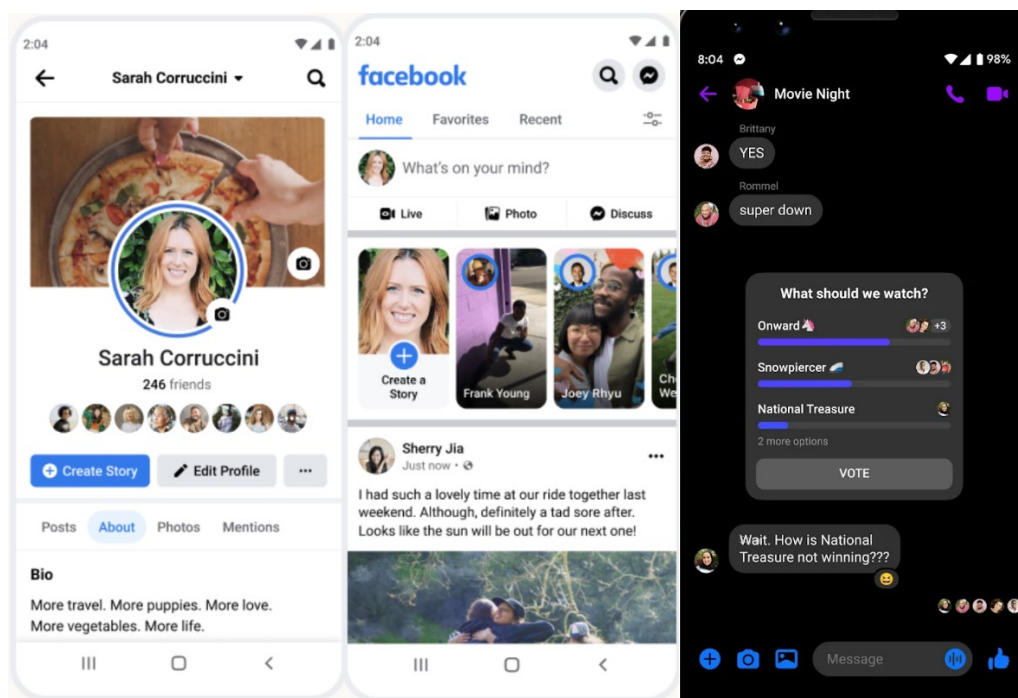 2:04
Sarah Corruccini
Sarah Corruccini
246 friends
Create Story
Edit Profile
Posts About Photos Mentions
Bio
More travel. More puppies. More love.
More vegetables. More life.
2:04
facebook
Home Favorites Recent
What's on your mind?
Live Photo Discuss
Create a
Story
Frank Young
Joey Rhyu
Ch
We
Sherry Jia
Just now
I had such a lovely time at our ride together last
weekend. Although, definitely a tad sore after.
Looks like the sun will be out for our next one!
8:04 98%
Movie Night
Brittany
YES
Rommel
super down
What should we watch?
Onward +3
Snowpiercer
National Treasure
2 more options
VOTE
Wait. How is National
Treasure not winning???
Message